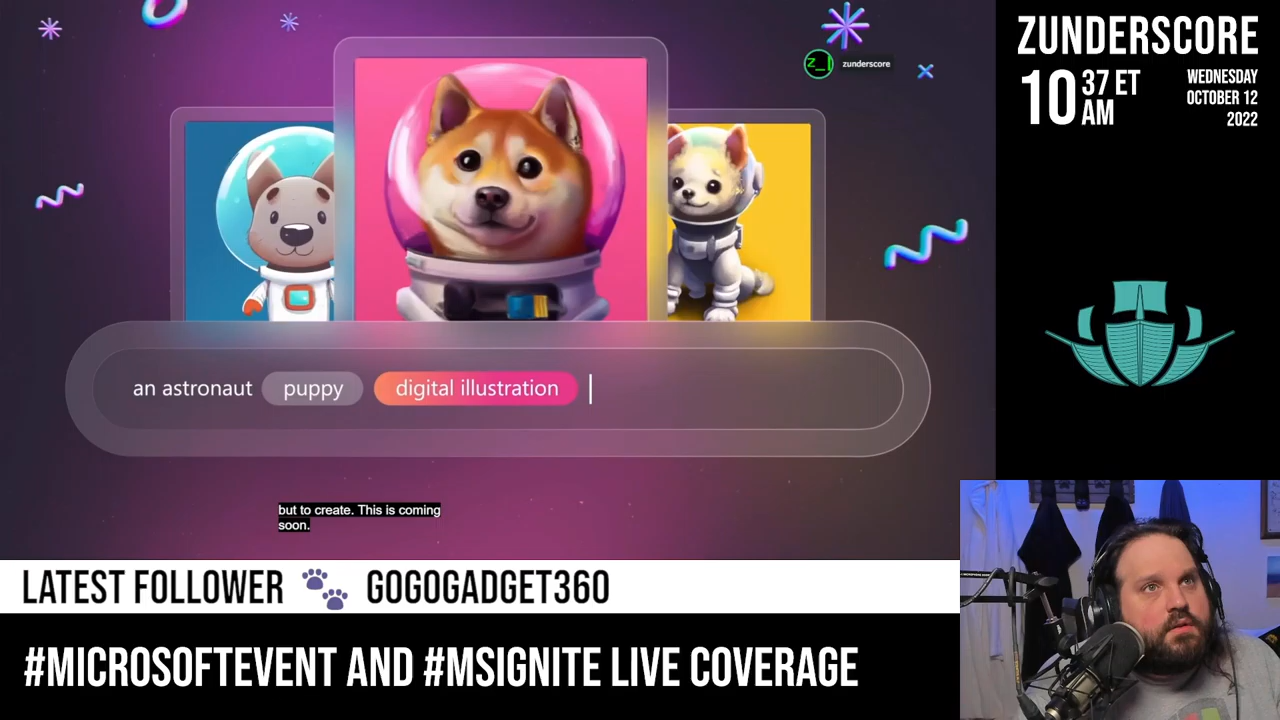 zunderscore
ZUNDERSCORE
10 37 ET
AM
WEDNESDAY
OCTOBER 12
2022
an astronaut puppy digital illustration
but to create. This is coming
soon.
LATEST FOLLOWER GOGOGADGET360
#MICROSOFTEVENT AND #MSIGNITE LIVE COVERAGE